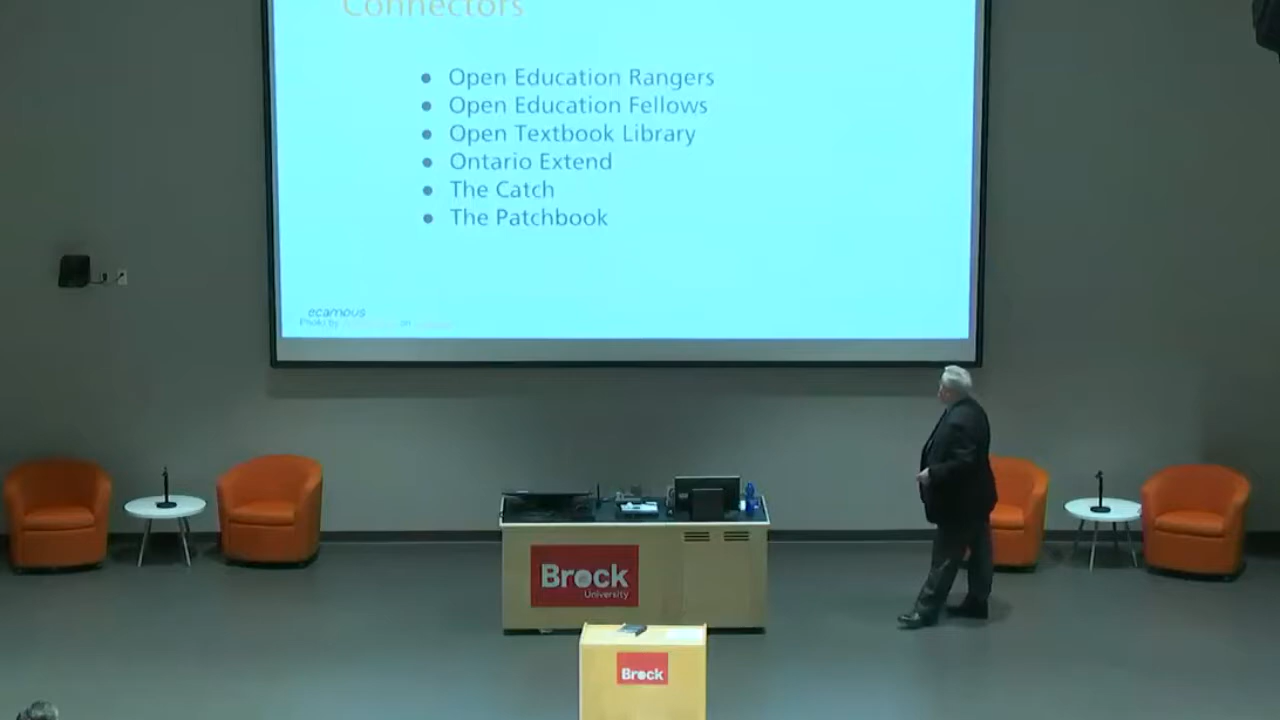 Connectors
● Open Education Rangers
● Open Education Fellows
● Open Textbook Library
● Ontario Extend
● The Catch
● The Patchbook
ecampus
Photo by on
Brock
University
Brock